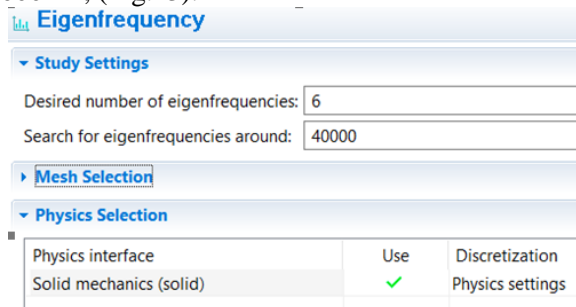 Eigenfrequency
Study Settings
Desired number of eigenfrequencies: 6
Search for eigenfrequencies around: 40000
Mesh Selection
Physics Selection
Physics interface Use Discretization
Solid mechanics (solid) Physics settings